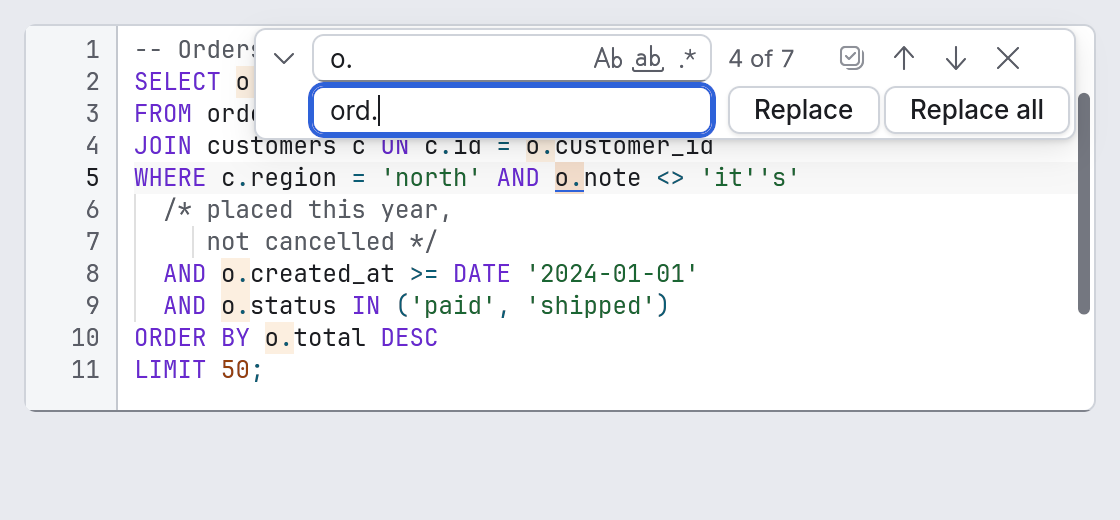 o. Ab ab .* 4 of 7
ord. Replace Replace all
1 -- Orders
2 SELECT o
3 FROM orde
4 JOIN customers c ON c.id = o.customer_id
5 WHERE c.region = 'north' AND o.note <> 'it''s'
6 /* placed this year,
7 not cancelled */
8 AND o.created_at >= DATE '2024-01-01'
9 AND o.status IN ('paid', 'shipped')
10 ORDER BY o.total DESC
11 LIMIT 50;